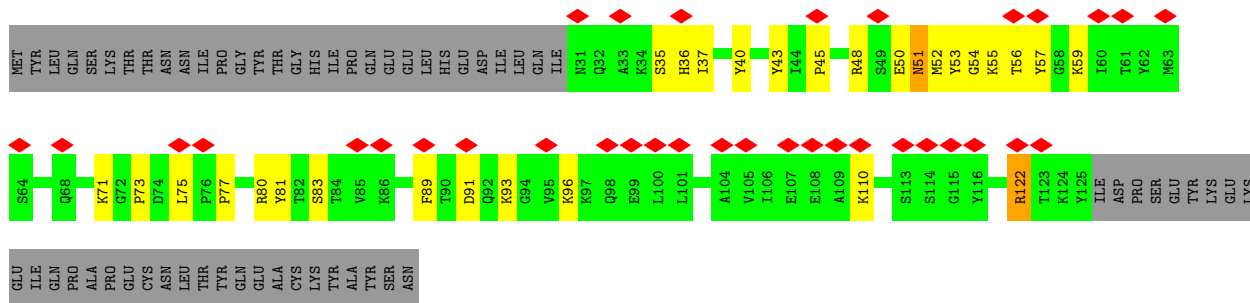 MET TYR LEU GLN SER LYS THR THR ASN ASN ILE PRO GLY TYR THR GLY HIS ILE PRO GLN GLU GLU LEU HIS GLU ASP ILE LEU GLN ILE N31 Q32 A33 K34 S35 H36 I37 Y40 Y43 I44 P45 R48 S49 E50 N51 M52 Y53 G54 K55 T56 Y57 G58 K59 I60 T61 Y62 M63
S64 Q68 K71 G72 P73 D74 L75 P76 P77 R80 Y81 T82 S83 T84 V85 K86 F89 T90 D91 Q92 K93 G94 V95 K96 K97 Q98 E99 L100 L101 A104 V105 I106 E107 E108 A109 K110 S113 S114 G115 Y116 R122 T123 K124 Y125 ILE ASP PRO SER GLU TYR LYS GLU LYS
GLU ILE GLN PRO ALA PRO GLU CYS ASN LEU THR TYR GLN GLU ALA CYS LYS TYR ALA TYR SER ASN